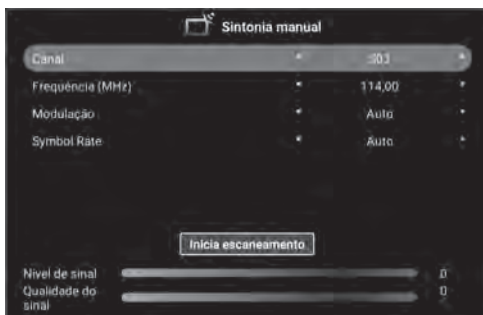 Sintonia manual
Canal S03
Frequência (MHz) 114,00
Modulação Auto
Symbol Rate Auto
Inicia escaneamento
Nível de sinal 0
Qualidade do 0
sinal